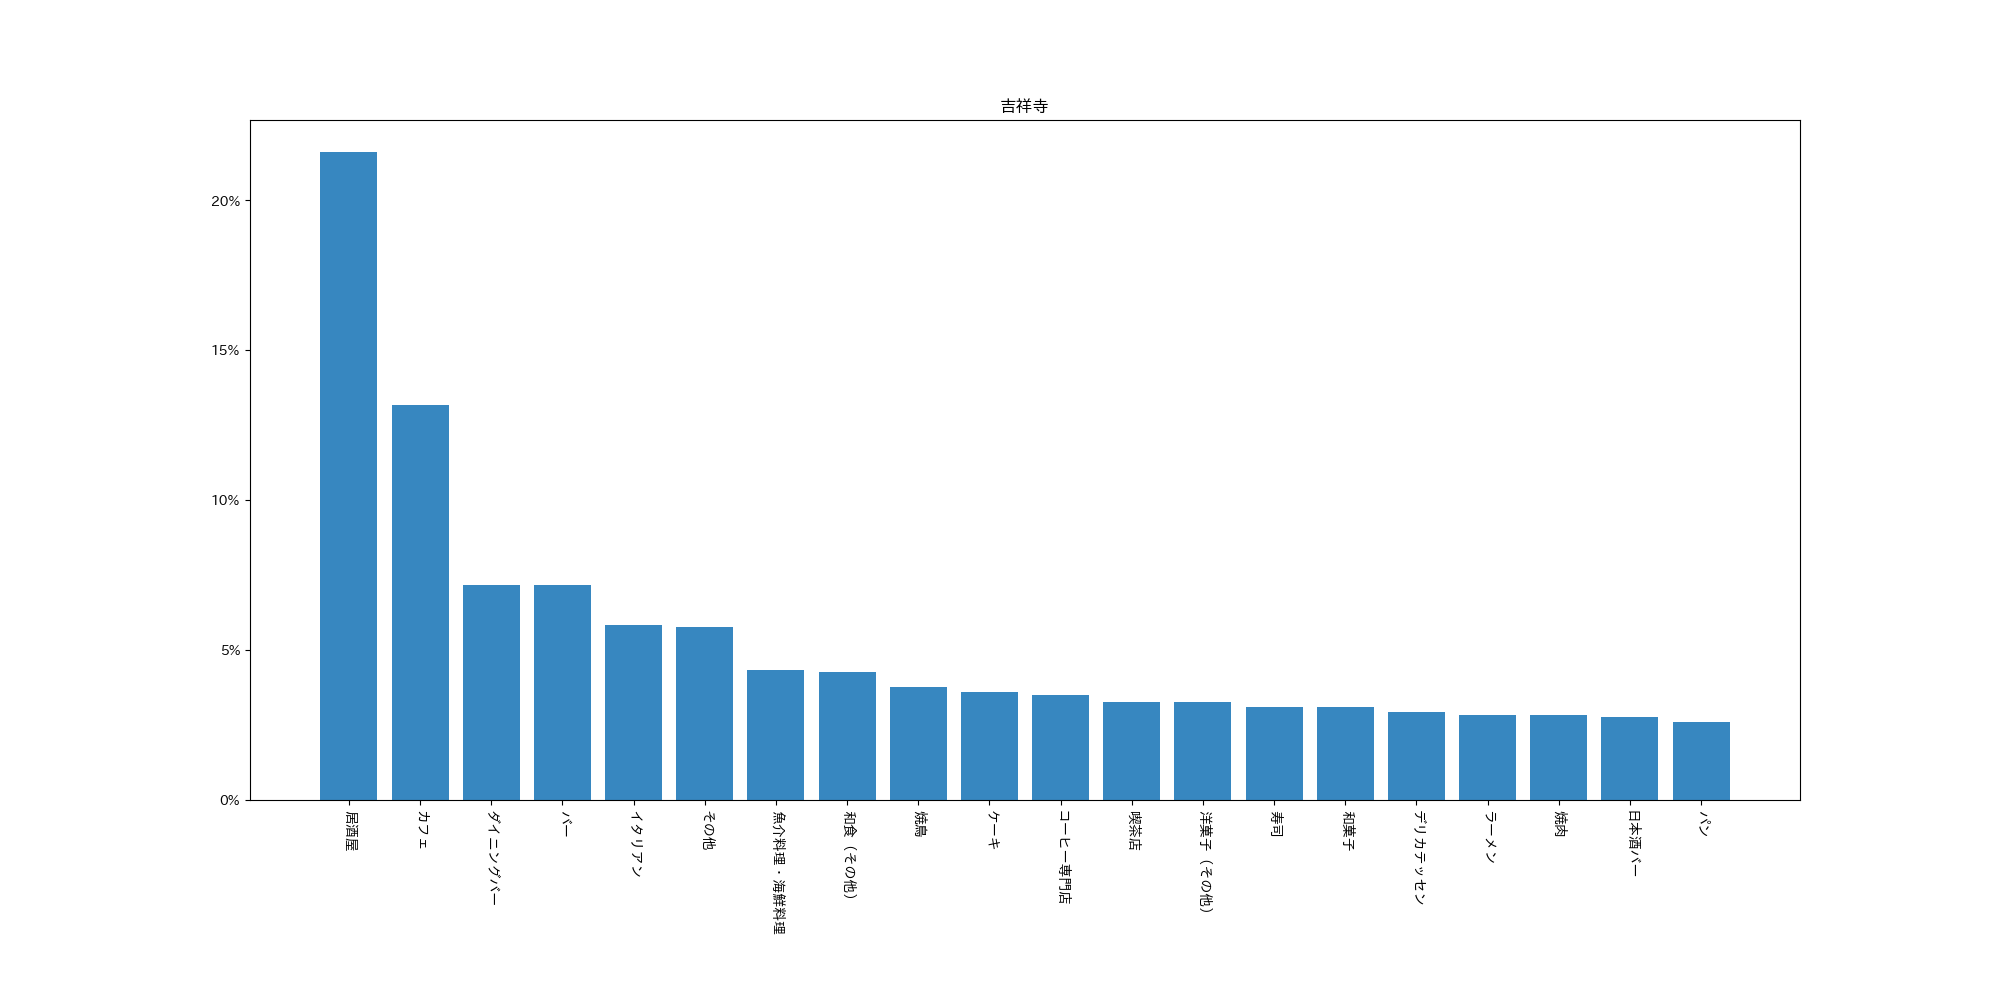 吉祥寺
20%
15%
10%
5%
0%
居酒屋
カフェ
ダイニングバー
バー
イタリアン
その他
魚介料理・海鮮料理
和食（その他）
焼鳥
ケーキ
コーヒー専門店
喫茶店
洋菓子（その他）
寿司
和菓子
デリカテッセン
ラーメン
焼肉
日本酒バー
パン